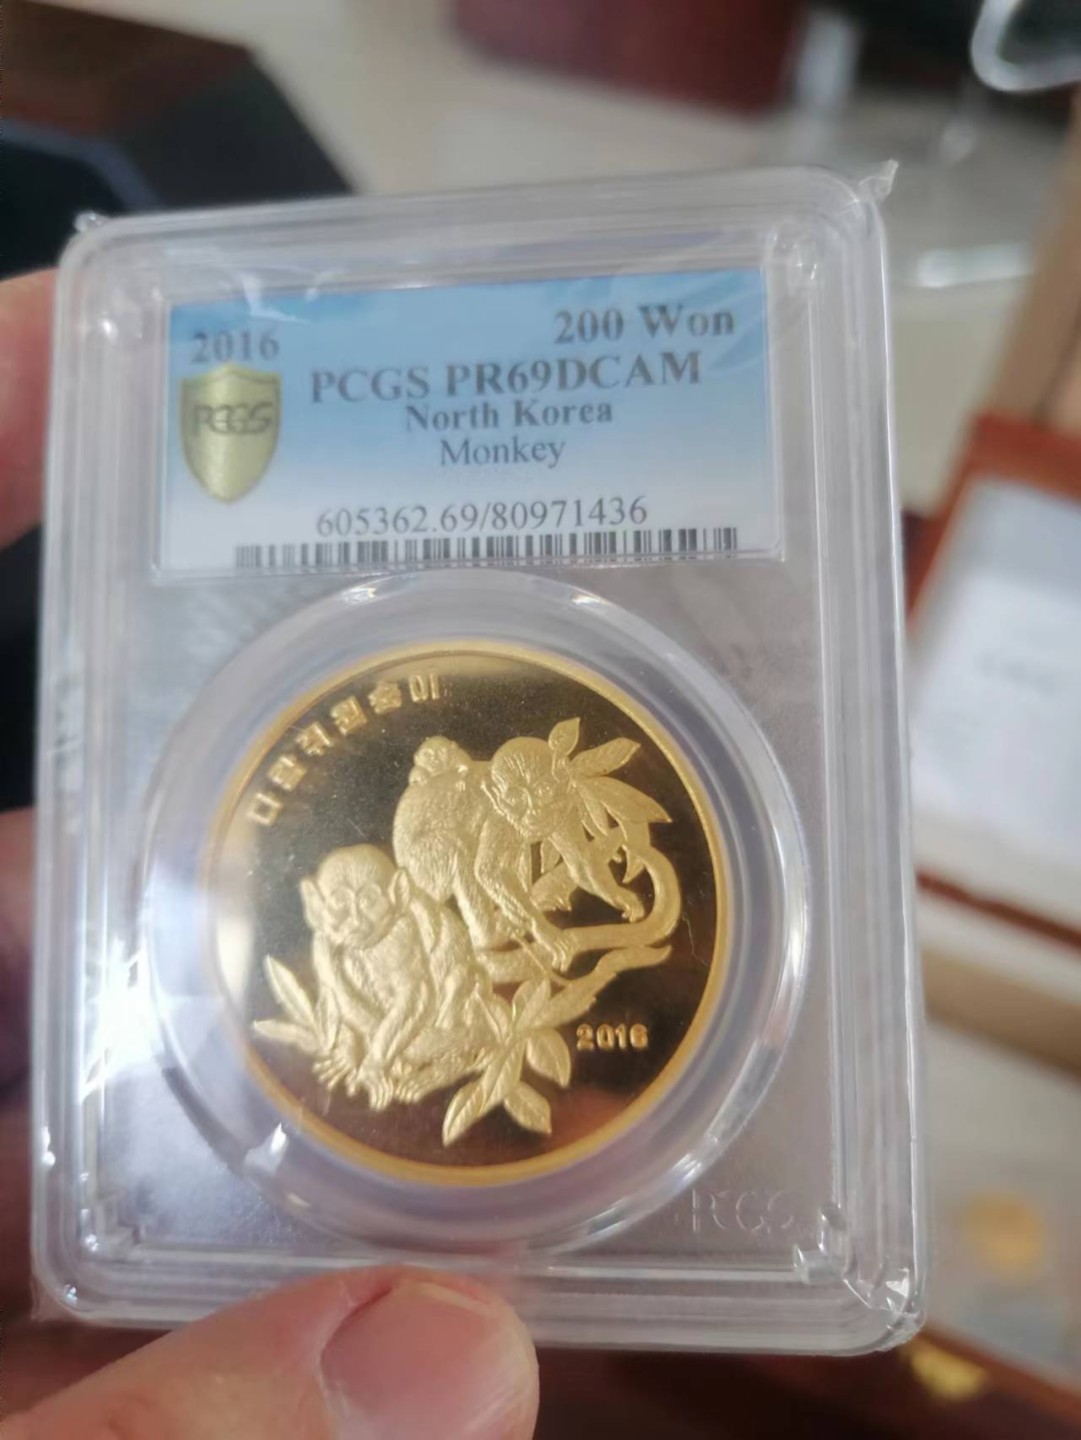 2016
200 Won
PCGS PR69DCAM
North Korea
Monkey
PCGS
605362.69/80971436
다람쥐원숭이
2016
PCGS